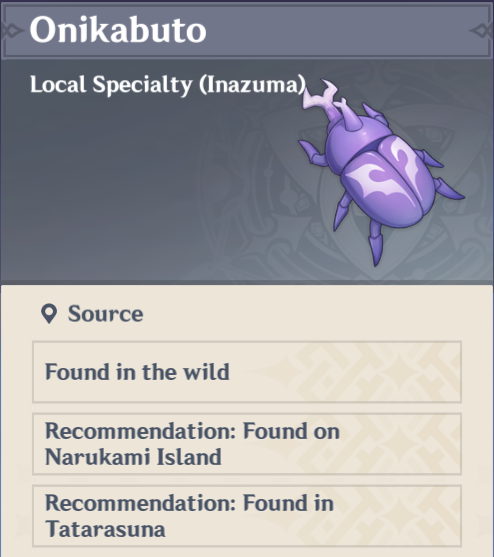 Onikabuto
Local Specialty (Inazuma)
Source
Found in the wild
Recommendation: Found on
Narukami Island
Recommendation: Found in
Tatarasuna